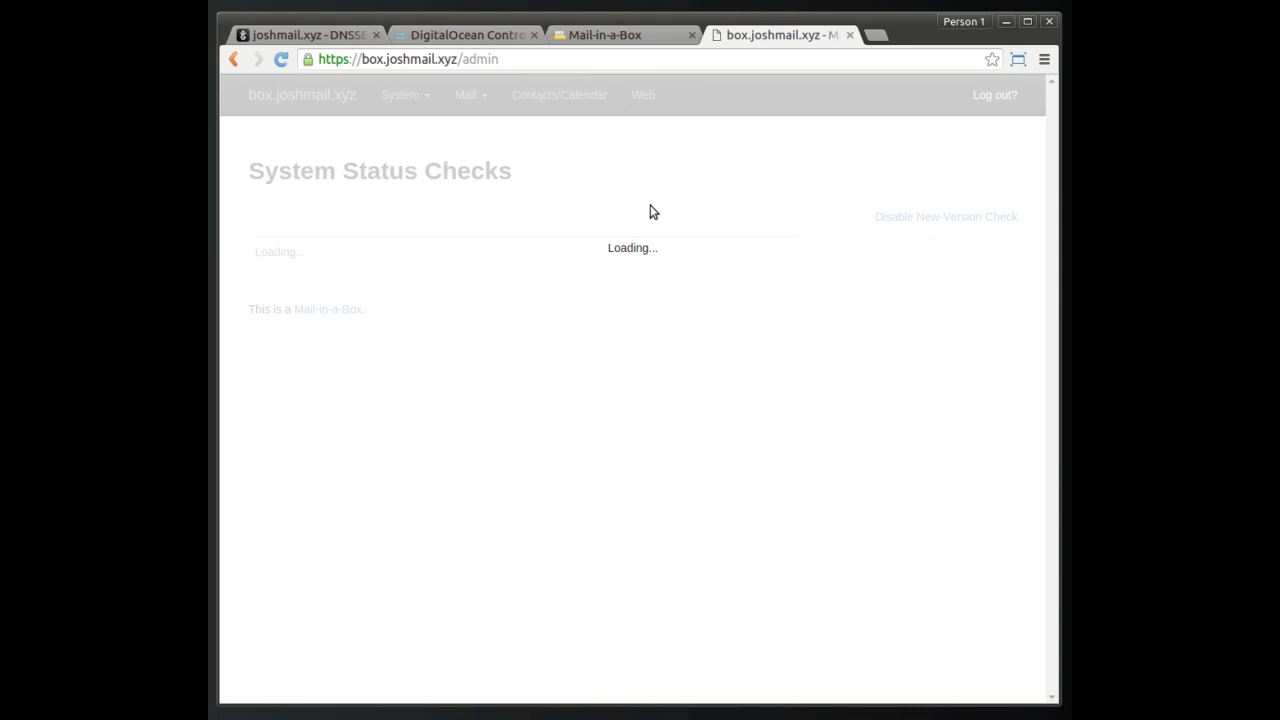 Person 1
joshmail.xyz - DNSSE
DigitalOcean Contro
Mail-in-a-Box
box.joshmail.xyz - M
https://box.joshmail.xyz/admin
box.joshmail.xyz System Mail Contacts/Calendar Web Log out?
System Status Checks
Disable New-Version Check
Loading...
Loading...
This is a Mail-in-a-Box.